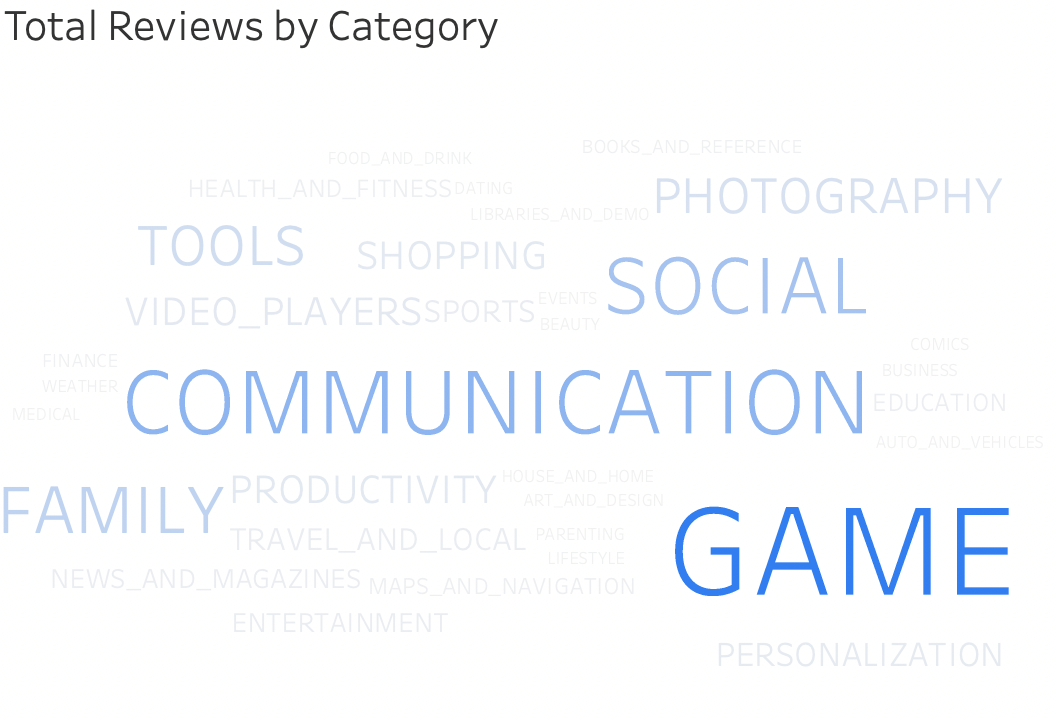 Total Reviews by Category
BOOKS_AND_REFERENCE
FOOD_AND_DRINK
HEALTH_AND_FITNESS
DATING
PHOTOGRAPHY
LIBRARIES_AND_DEMO
TOOLS
SHOPPING
SOCIAL
VIDEO_PLAYERS
SPORTS
EVENTS
BEAUTY
COMICS
FINANCE
BUSINESS
WEATHER
COMMUNICATION
EDUCATION
MEDICAL
AUTO_AND_VEHICLES
HOUSE_AND_HOME
PRODUCTIVITY
ART_AND_DESIGN
FAMILY
PARENTING
TRAVEL_AND_LOCAL
GAME
LIFESTYLE
NEWS_AND_MAGAZINES
MAPS_AND_NAVIGATION
ENTERTAINMENT
PERSONALIZATION